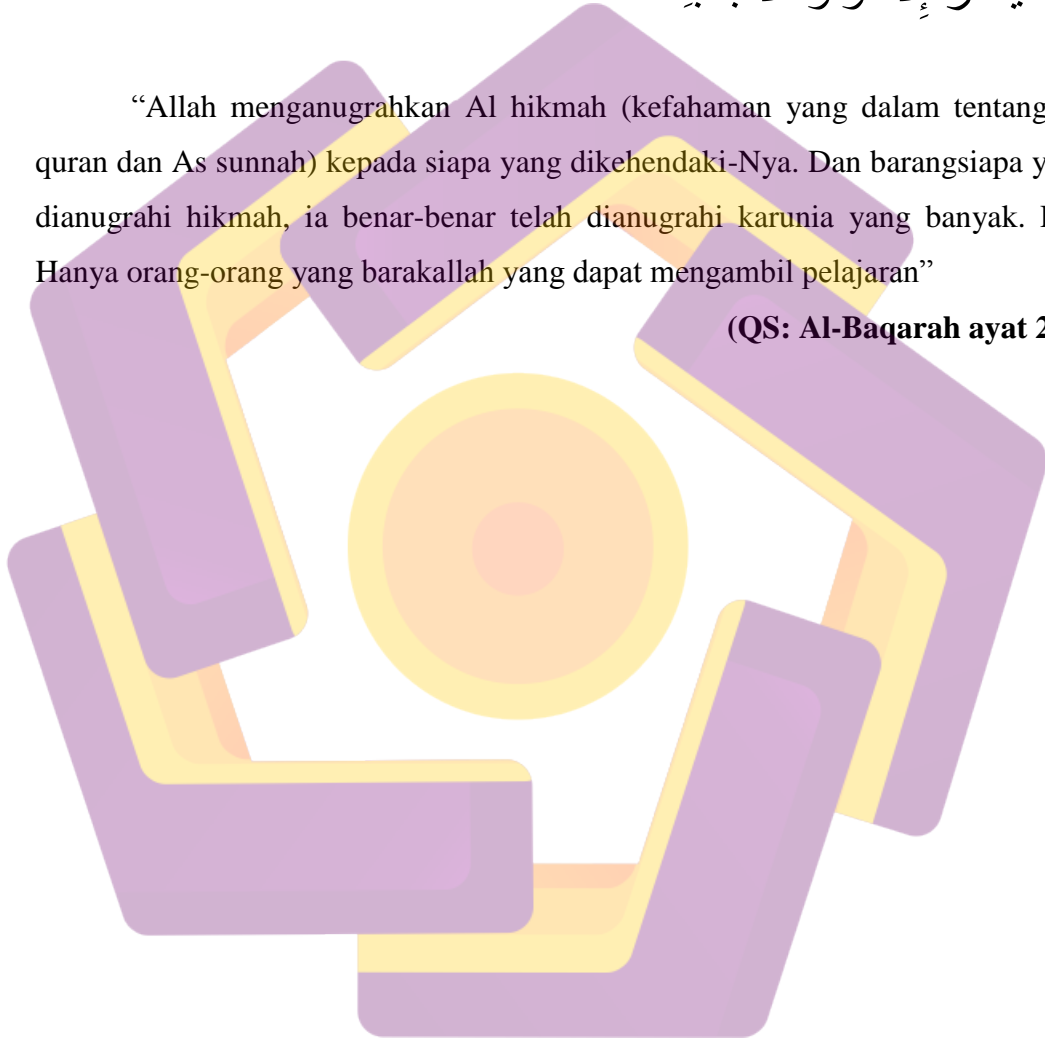 “Allah menganugrahkan Al hikmah (kefahaman yang dalam tentang
quran dan As sunnah) kepada siapa yang dikehendaki-Nya. Dan barangsiapa y
dianugrahi hikmah, ia benar-benar telah dianugrahi karunia yang banyak.
Hanya orang-orang yang barakallah yang dapat mengambil pelajaran”
(QS: Al-Baqarah ayat 2